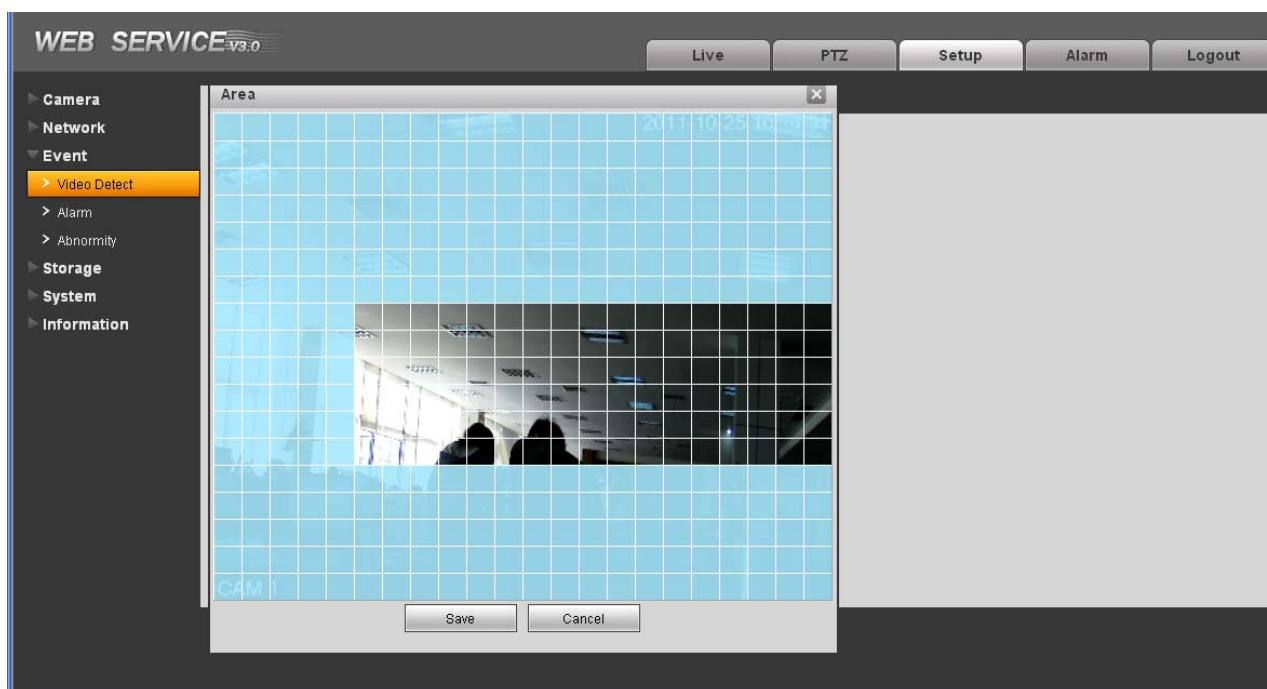 WEB SERVICE V3.0
Live
PTZ
Setup
Alarm
Logout
Camera
Network
Event
Video Detect
Alarm
Abnormity
Storage
System
Information
Area
2011-10-25
CAM 1
Save
Cancel